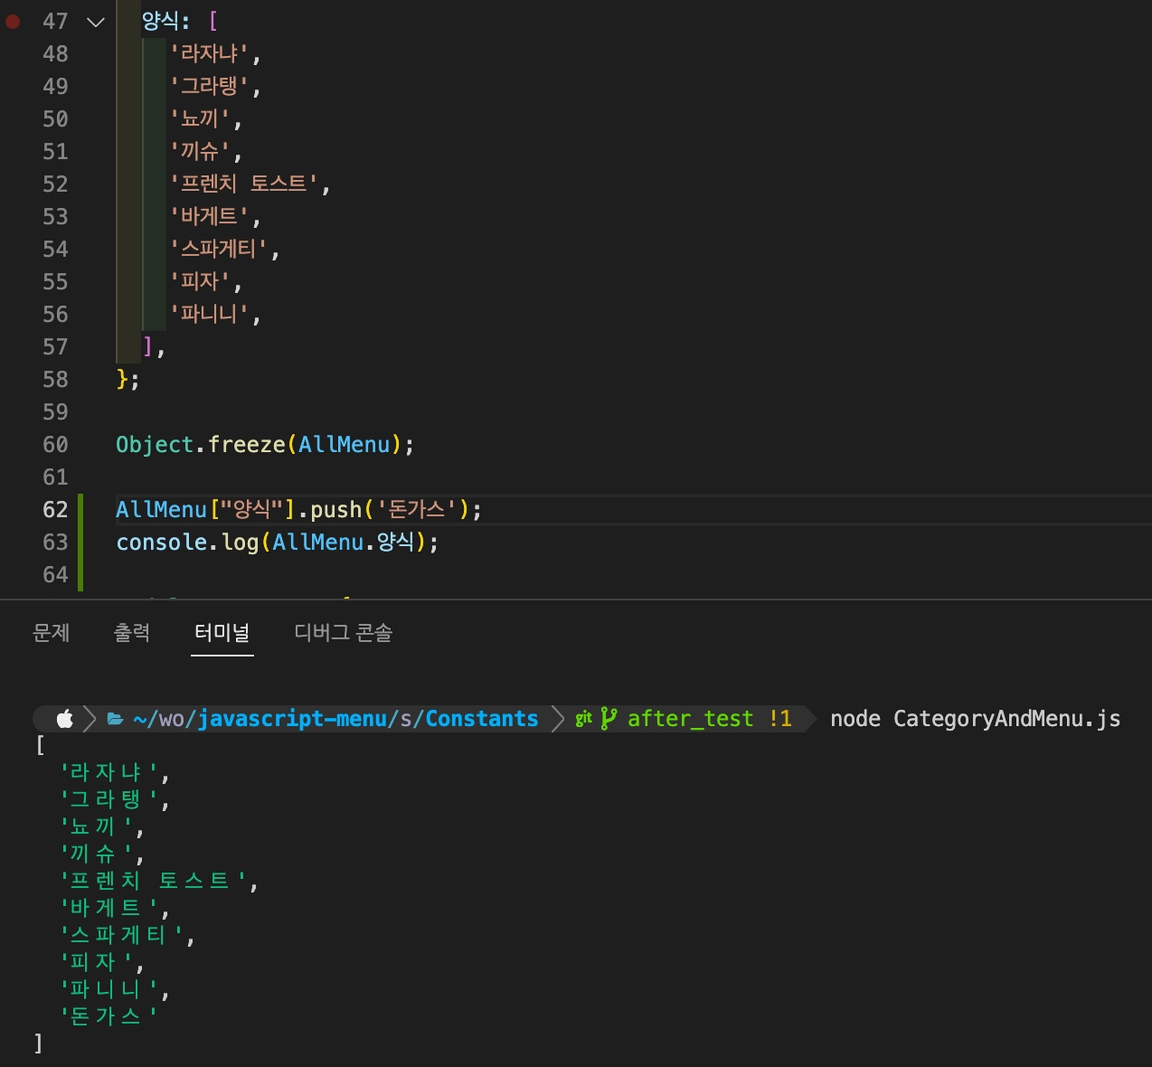 47 양식: [
48 '라자냐',
49 '그라탱',
50 '뇨끼',
51 '끼슈',
52 '프렌치 토스트',
53 '바게트',
54 '스파게티',
55 '피자',
56 '파니니',
57 ],
58 };
59
60 Object.freeze(AllMenu);
61
62 AllMenu["양식"].push('돈가스');
63 console.log(AllMenu.양식);
64
문제 출력 터미널 디버그 콘솔
~/wo/javascript-menu/s/Constants git after_test !1 node CategoryAndMenu.js
[
'라자냐',
'그라탱',
'뇨끼',
'끼슈',
'프렌치 토스트',
'바게트',
'스파게티',
'피자',
'파니니',
'돈가스'
]